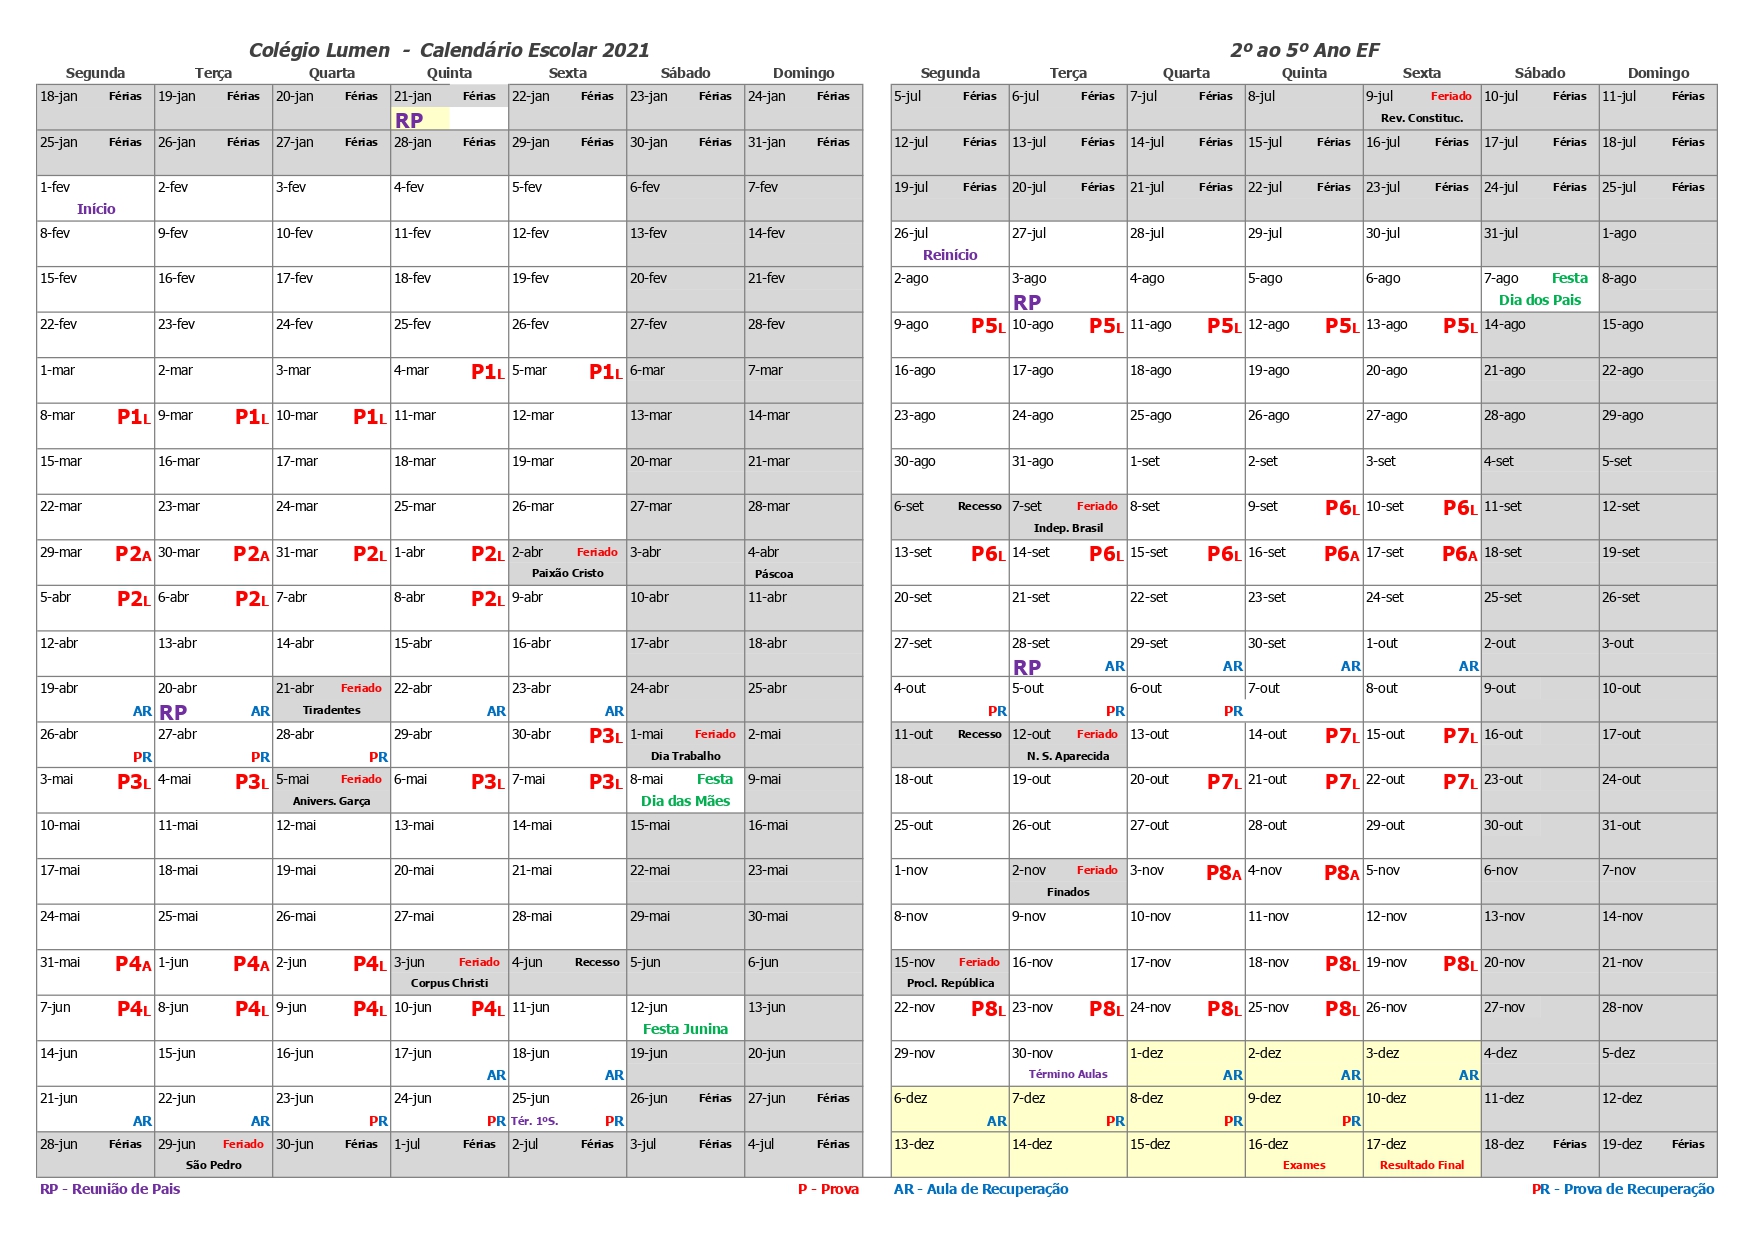 Colégio Lumen - Calendário Escolar 2021
Segunda Terça Quarta Quinta Sexta Sábado Domingo
18-jan Férias 19-jan Férias 20-jan Férias 21-jan Férias 22-jan Férias 23-jan Férias 24-jan Férias
RP
25-jan Férias 26-jan Férias 27-jan Férias 28-jan Férias 29-jan Férias 30-jan Férias 31-jan Férias
1-fev 2-fev 3-fev 4-fev 5-fev 6-fev 7-fev
Início
8-fev 9-fev 10-fev 11-fev 12-fev 13-fev 14-fev
15-fev 16-fev 17-fev 18-fev 19-fev 20-fev 21-fev
22-fev 23-fev 24-fev 25-fev 26-fev 27-fev 28-fev
1-mar 2-mar 3-mar 4-mar P1L 5-mar P1L 6-mar 7-mar
8-mar P1L 9-mar P1L 10-mar P1L 11-mar 12-mar 13-mar 14-mar
15-mar 16-mar 17-mar 18-mar 19-mar 20-mar 21-mar
22-mar 23-mar 24-mar 25-mar 26-mar 27-mar 28-mar
29-mar P2A 30-mar P2A 31-mar P2L 1-abr P2L 2-abr Feriado 3-abr 4-abr
Paixão Cristo Páscoa
5-abr P2L 6-abr P2L 7-abr 8-abr P2L 9-abr 10-abr 11-abr
12-abr 13-abr 14-abr 15-abr 16-abr 17-abr 18-abr
19-abr 20-abr 21-abr Feriado 22-abr 23-abr 24-abr 25-abr
AR RP AR Tiradentes AR AR
26-abr 27-abr 28-abr 29-abr 30-abr P3L 1-mai Feriado 2-mai
PR PR PR Dia Trabalho
3-mai P3L 4-mai P3L 5-mai Feriado 6-mai P3L 7-mai P3L 8-mai Festa 9-mai
Anivers. Garça Dia das Mães
10-mai 11-mai 12-mai 13-mai 14-mai 15-mai 16-mai
17-mai 18-mai 19-mai 20-mai 21-mai 22-mai 23-mai
24-mai 25-mai 26-mai 27-mai 28-mai 29-mai 30-mai
31-mai P4A 1-jun P4A 2-jun P4L 3-jun Feriado 4-jun Recesso 5-jun 6-jun
Corpus Christi
7-jun P4L 8-jun P4L 9-jun P4L 10-jun P4L 11-jun 12-jun 13-jun
Festa Junina
14-jun 15-jun 16-jun 17-jun 18-jun 19-jun 20-jun
AR AR
21-jun 22-jun 23-jun 24-jun 25-jun 26-jun Férias 27-jun Férias
AR AR PR PR Tér. 1ºS. PR
28-jun Férias 29-jun Feriado 30-jun Férias 1-jul Férias 2-jul Férias 3-jul Férias 4-jul Férias
São Pedro
RP - Reunião de Pais P - Prova
2º ao 5º Ano EF
Segunda Terça Quarta Quinta Sexta Sábado Domingo
5-jul Férias 6-jul Férias 7-jul Férias 8-jul 9-jul Feriado 10-jul Férias 11-jul Férias
Rev. Constituc.
12-jul Férias 13-jul Férias 14-jul Férias 15-jul Férias 16-jul Férias 17-jul Férias 18-jul Férias
19-jul Férias 20-jul Férias 21-jul Férias 22-jul Férias 23-jul Férias 24-jul Férias 25-jul Férias
26-jul 27-jul 28-jul 29-jul 30-jul 31-jul 1-ago
Reinício
2-ago 3-ago 4-ago 5-ago 6-ago 7-ago Festa 8-ago
RP Dia dos Pais
9-ago P5L 10-ago P5L 11-ago P5L 12-ago P5L 13-ago P5L 14-ago 15-ago
16-ago 17-ago 18-ago 19-ago 20-ago 21-ago 22-ago
23-ago 24-ago 25-ago 26-ago 27-ago 28-ago 29-ago
30-ago 31-ago 1-set 2-set 3-set 4-set 5-set
6-set Recesso 7-set Feriado 8-set 9-set P6L 10-set P6L 11-set 12-set
Indep. Brasil
13-set P6L 14-set P6L 15-set P6L 16-set P6A 17-set P6A 18-set 19-set
20-set 21-set 22-set 23-set 24-set 25-set 26-set
27-set 28-set 29-set 30-set 1-out 2-out 3-out
RP AR AR AR AR
4-out 5-out 6-out 7-out 8-out 9-out 10-out
PR PR PR
11-out Recesso 12-out Feriado 13-out 14-out P7L 15-out P7L 16-out 17-out
N. S. Aparecida
18-out 19-out 20-out P7L 21-out P7L 22-out P7L 23-out 24-out
25-out 26-out 27-out 28-out 29-out 30-out 31-out
1-nov 2-nov Feriado 3-nov P8A 4-nov P8A 5-nov 6-nov 7-nov
Finados
8-nov 9-nov 10-nov 11-nov 12-nov 13-nov 14-nov
15-nov Feriado 16-nov 17-nov 18-nov P8L 19-nov P8L 20-nov 21-nov
Procl. República
22-nov P8L 23-nov P8L 24-nov P8L 25-nov P8L 26-nov 27-nov 28-nov
29-nov 30-nov 1-dez 2-dez 3-dez 4-dez 5-dez
Término Aulas AR AR AR
6-dez 7-dez 8-dez 9-dez 10-dez 11-dez 12-dez
AR PR PR PR
13-dez 14-dez 15-dez 16-dez 17-dez 18-dez Férias 19-dez Férias
Exames Resultado Final
AR - Aula de Recuperação PR - Prova de Recuperação